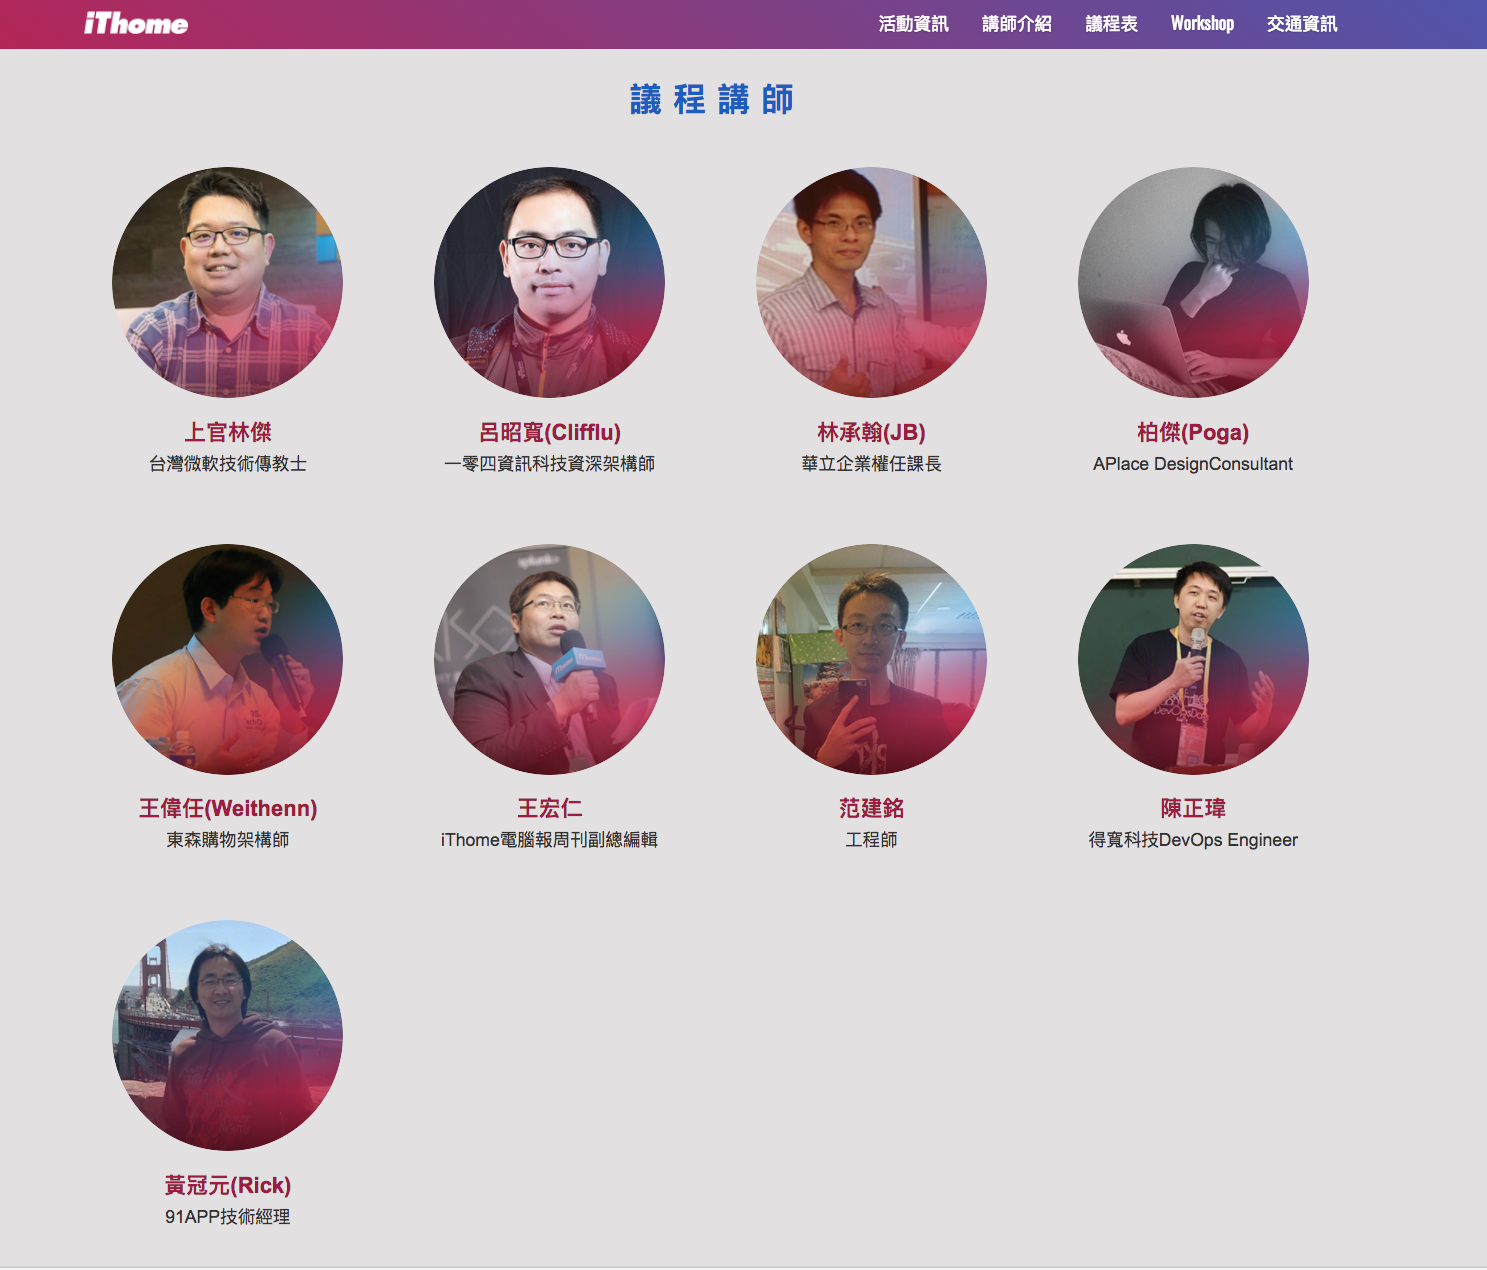 iThome
活動資訊 講師介紹 議程表 Workshop 交通資訊
議程講師
上官林傑
台灣微軟技術傳教士
呂昭寬(Clifflu)
一零四資訊科技資深架構師
林承翰(JB)
華立企業權任課長
柏傑(Poga)
APlace DesignConsultant
王偉任(Weithenn)
東森購物架構師
王宏仁
iThome電腦報周刊副總編輯
范建銘
工程師
陳正瑋
得寬科技DevOps Engineer
黃冠元(Rick)
91APP技術經理